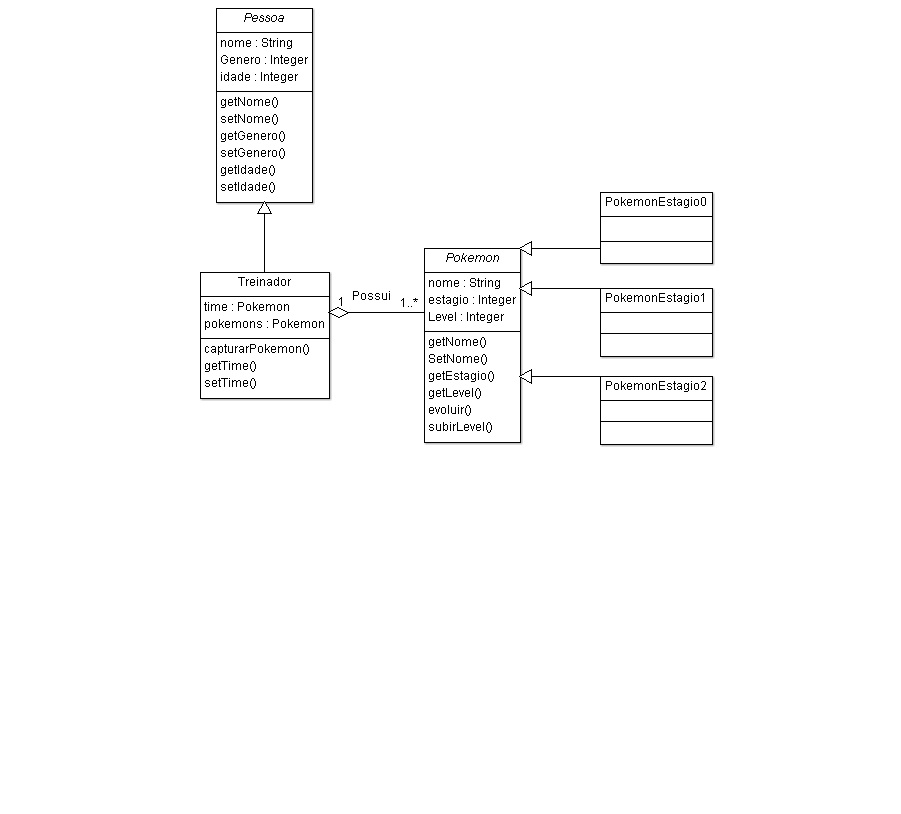 Pessoa
nome : String
Genero : Integer
idade : Integer
getNome()
setNome()
getGenero()
setGenero()
getIdade()
setIdade()
Treinador
time : Pokemon
pokemons : Pokemon
capturarPokemon()
getTime()
setTime()
1
Possui
1..*
Pokemon
nome : String
estagio : Integer
Level : Integer
getNome()
SetNome()
getEstagio()
getLevel()
evoluir()
subirLevel()
PokemonEstagio0
PokemonEstagio1
PokemonEstagio2